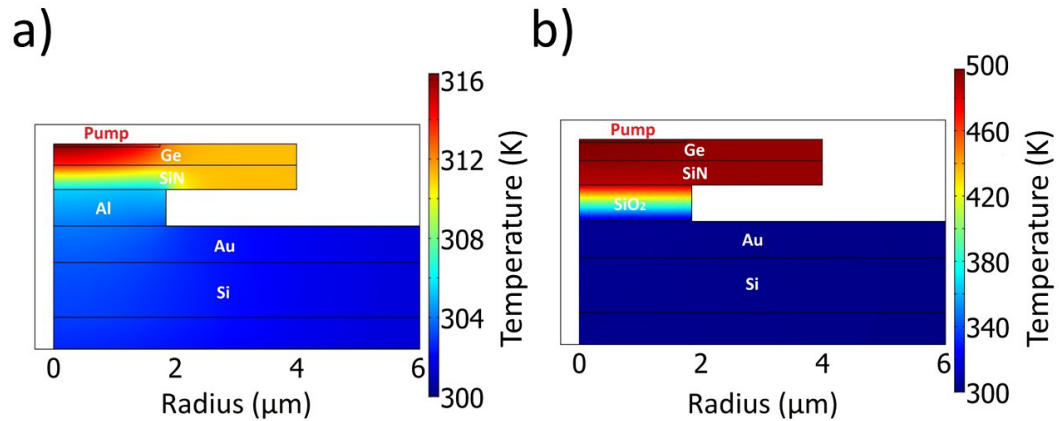 a)
Pump
Ge
SiN
Al
Au
Si
0 2 4 6
Radius (µm)
316
312
308
304
300
Temperature (K)
b)
Pump
Ge
SiN
SiO₂
Au
Si
0 2 4 6
Radius (µm)
500
460
420
380
340
300
Temperature (K)